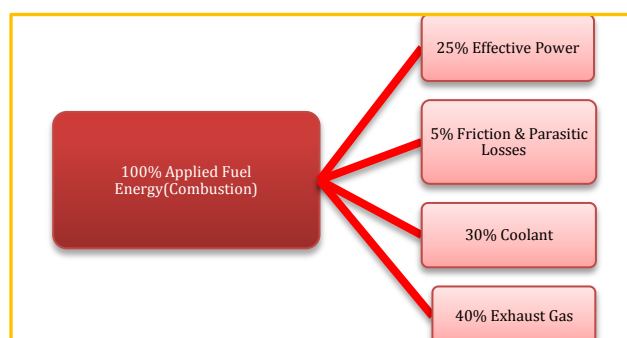 25% Effective Power
5% Friction & Parasitic
Losses
100% Applied Fuel
Energy(Combustion)
30% Coolant
40% Exhaust Gas